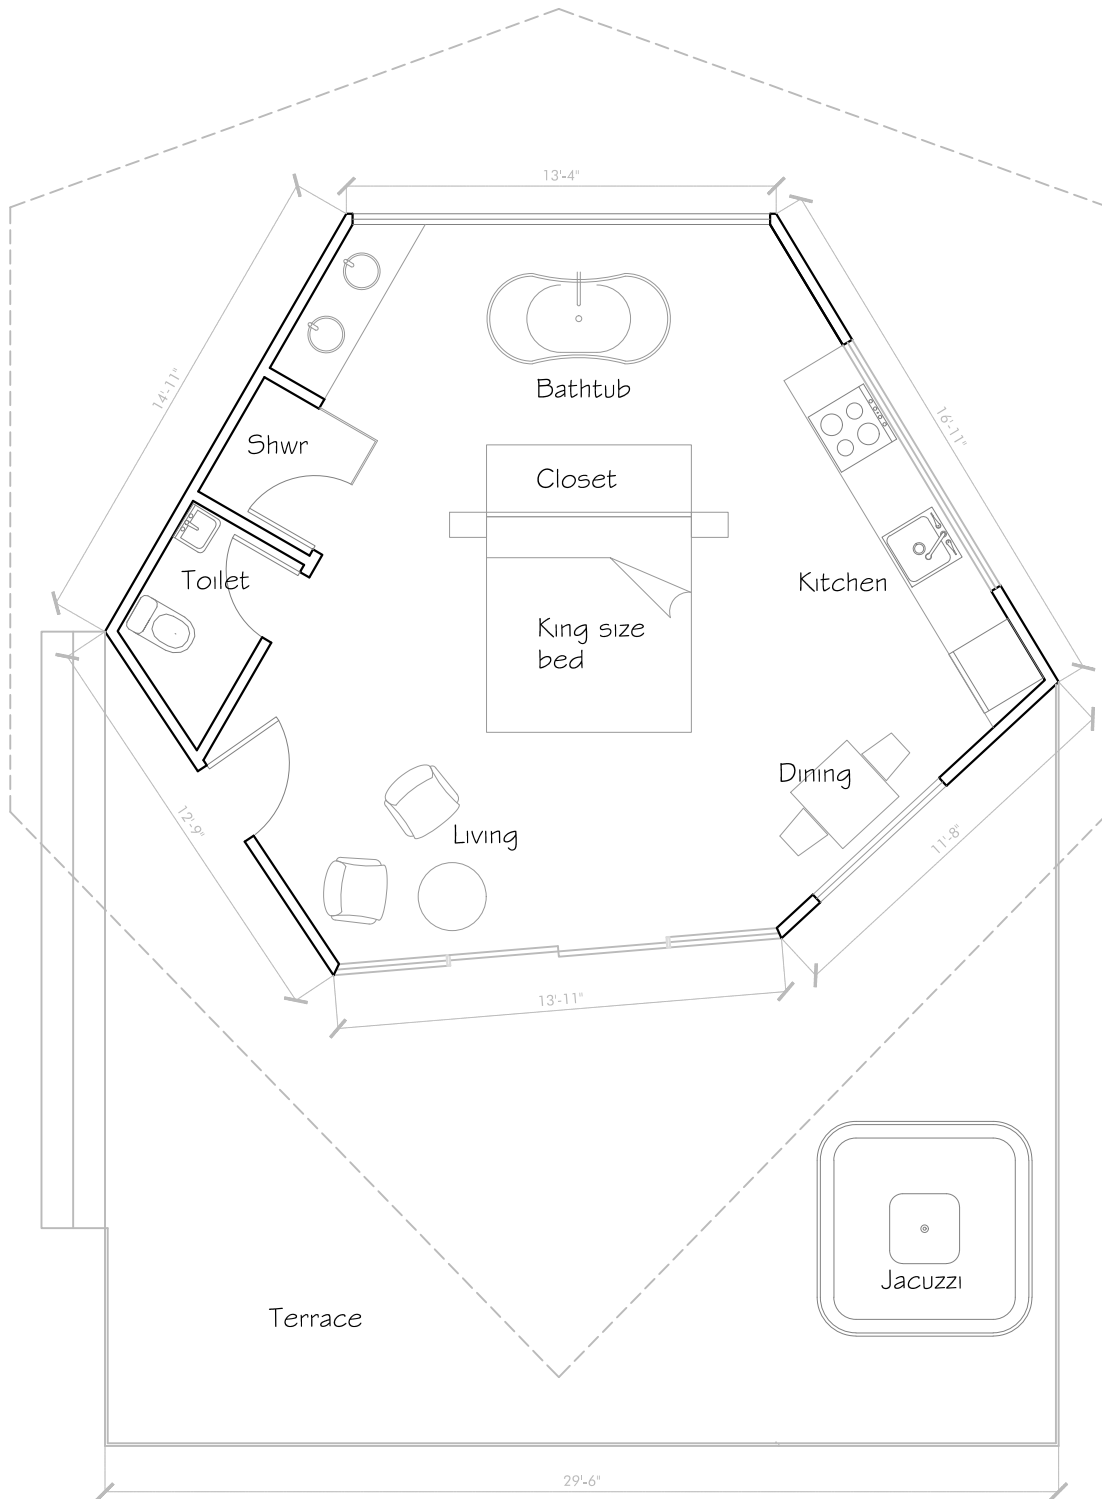 13'-4"
14'-11"
16'-11"
Bathtub
Shwr
Closet
Toilet
Kitchen
King size
bed
Dining
Living
12'-9"
11'-8"
13'-11"
Jacuzzi
Terrace
29'-6"